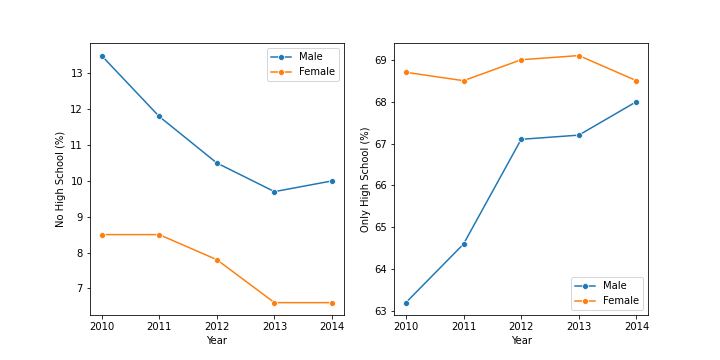 No High School (%)
13
12
11
10
9
8
7
2010 2011 2012 2013 2014
Year
Male
Female
Only High School (%)
69
68
67
66
65
64
63
2010 2011 2012 2013 2014
Year
Male
Female